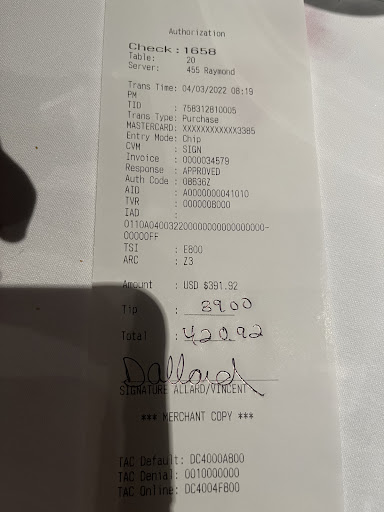 Authorization
Check : 1658
Table: 20
Server: 455 Raymond
Trans Time: 04/03/2022 08:19
PM
TID : 758312810005
Trans Type: Purchase
MASTERCARD: XXXXXXXXXXXX3385
Entry Mode: Chip
CVM : SIGN
Invoice : 0000034579
Response : APPROVED
Auth Code : 08636Z
AID : A0000000041010
TVR : 0000008000
IAD :
0110A04003220000000000000000000-
00000FF
TSI : E800
ARC : Z3
Amount : USD $391.92
Tip : 8900
Total : 420.92
Dallard
SIGNATURE ALLARD/VINCENT
*** MERCHANT COPY ***
TAC Default: DC4000A800
TAC Denial: 0010000000
TAC Online: DC4004F800